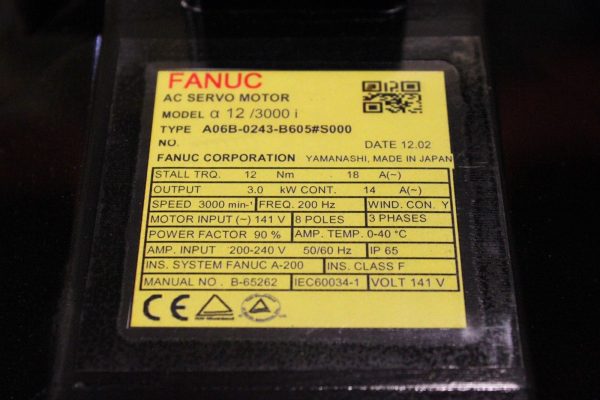 FANUC
AC SERVO MOTOR
MODEL α 12 /3000 i
TYPE A06B-0243-B605#S000
NO. DATE 12.02
FANUC CORPORATION YAMANASHI, MADE IN JAPAN
STALL TRQ. 12 Nm 18 A(~)
OUTPUT 3.0 kW CONT. 14 A(~)
SPEED 3000 min-¹ FREQ. 200 Hz WIND. CON. Y
MOTOR INPUT (~) 141 V 8 POLES 3 PHASES
POWER FACTOR 90 % AMP. TEMP. 0-40 °C
AMP. INPUT 200-240 V 50/60 Hz IP 65
INS. SYSTEM FANUC A-200 INS. CLASS F
MANUAL NO. B-65262 IEC60034-1 VOLT 141 V
CE